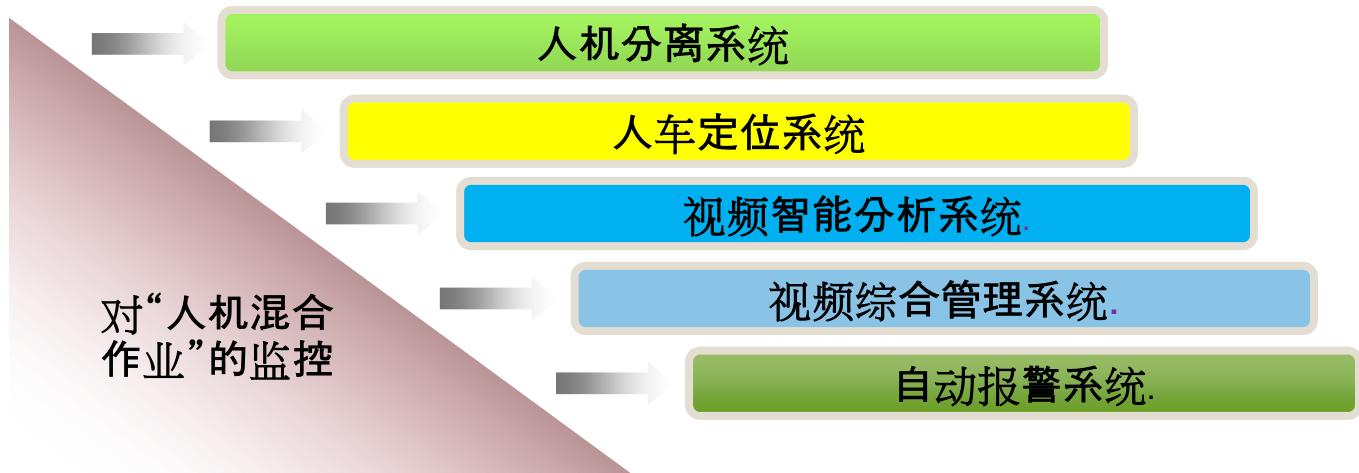 人机分离系统
人车定位系统
视频智能分析系统.
视频综合管理系统.
自动报警系统.
对“人机混合
作业”的监控